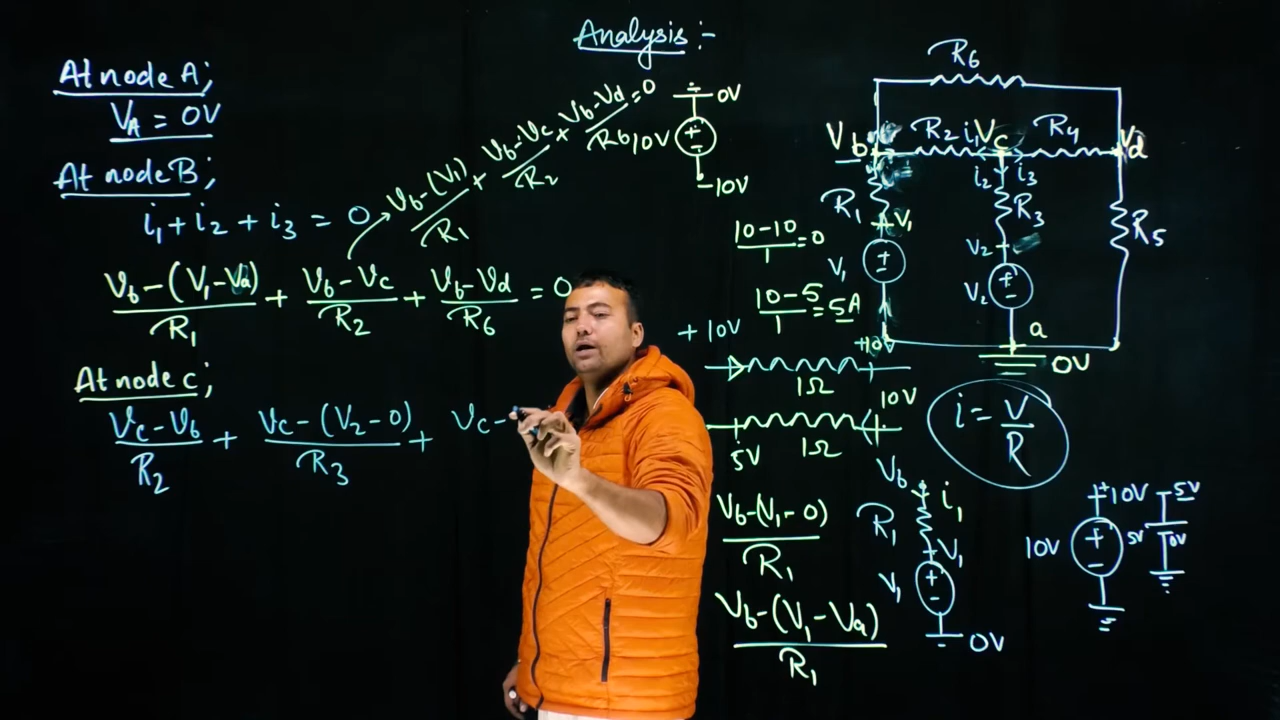 Analysis :-
At node A;
VA = 0V
At node B;
i1 + i2 + i3 = 0
Vb-(V1)/R1 + Vb-Vc/R2 + Vb-Vd/R6 = 0
Vb-(V1-Va)/R1 + Vb-Vc/R2 + Vb-Vd/R6 = 0
At node c;
Vc-Vb/R2 + Vc-(V2-0)/R3 + Vc-
0V
10V
+
-
-10V
10-10/1 = 0
10-5/1 = 5A
+10V
+10V
1Ω
10V
5V
1Ω
Vb-(V1-0)/R1
Vb-(V1-Va)/R1
R6
Vb
R2
i1
Vc
R4
Vd
R1
i2
i3
R3
R5
+V1
V1
+
-
V2
V2
+
-
a
0V
i = V/R
Vb
i1
R1
V1
V1
+
-
0V
+10V
5V
10V
+
-
5V
0V